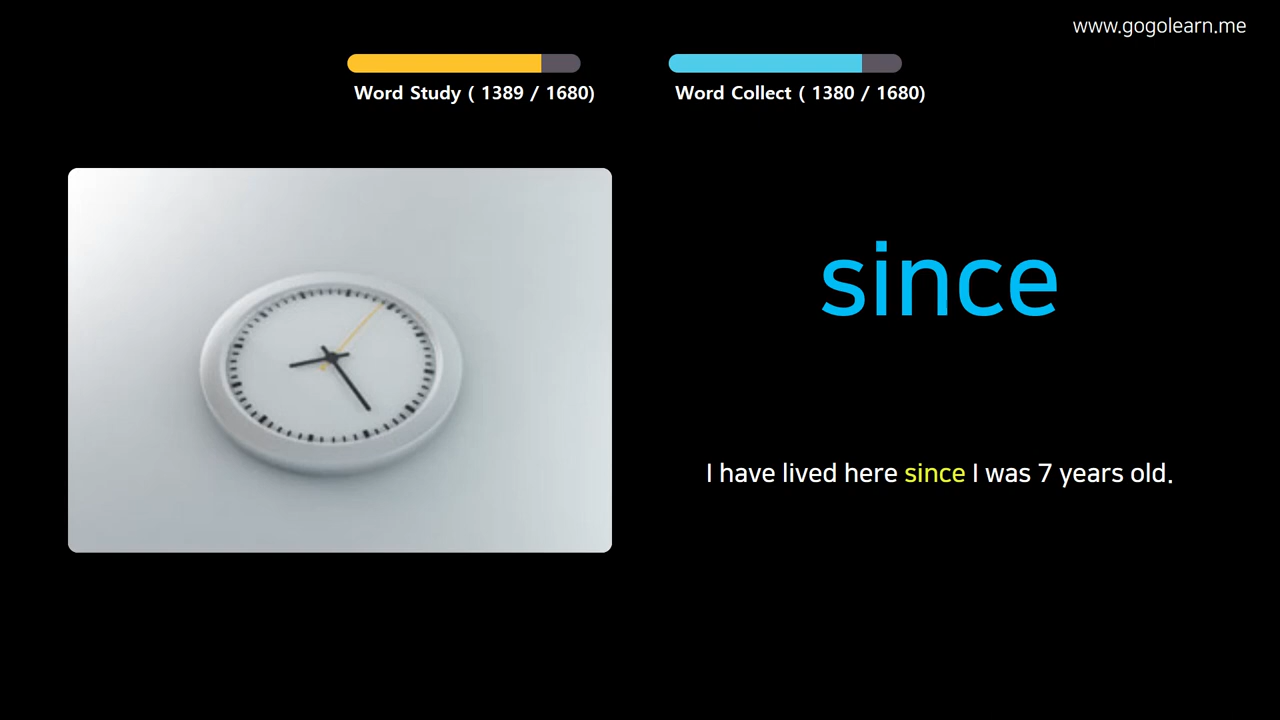 www.gogolearn.me
Word Study ( 1389 / 1680)
Word Collect ( 1380 / 1680)
since
I have lived here since I was 7 years old.